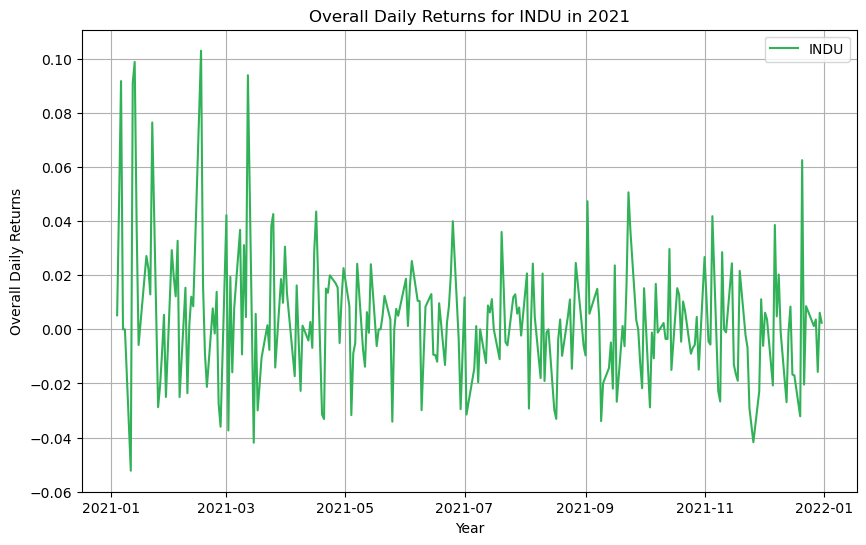 Overall Daily Returns for INDU in 2021
INDU
Overall Daily Returns
0.10
0.08
0.06
0.04
0.02
0.00
−0.02
−0.04
−0.06
2021-01 2021-03 2021-05 2021-07 2021-09 2021-11 2022-01
Year